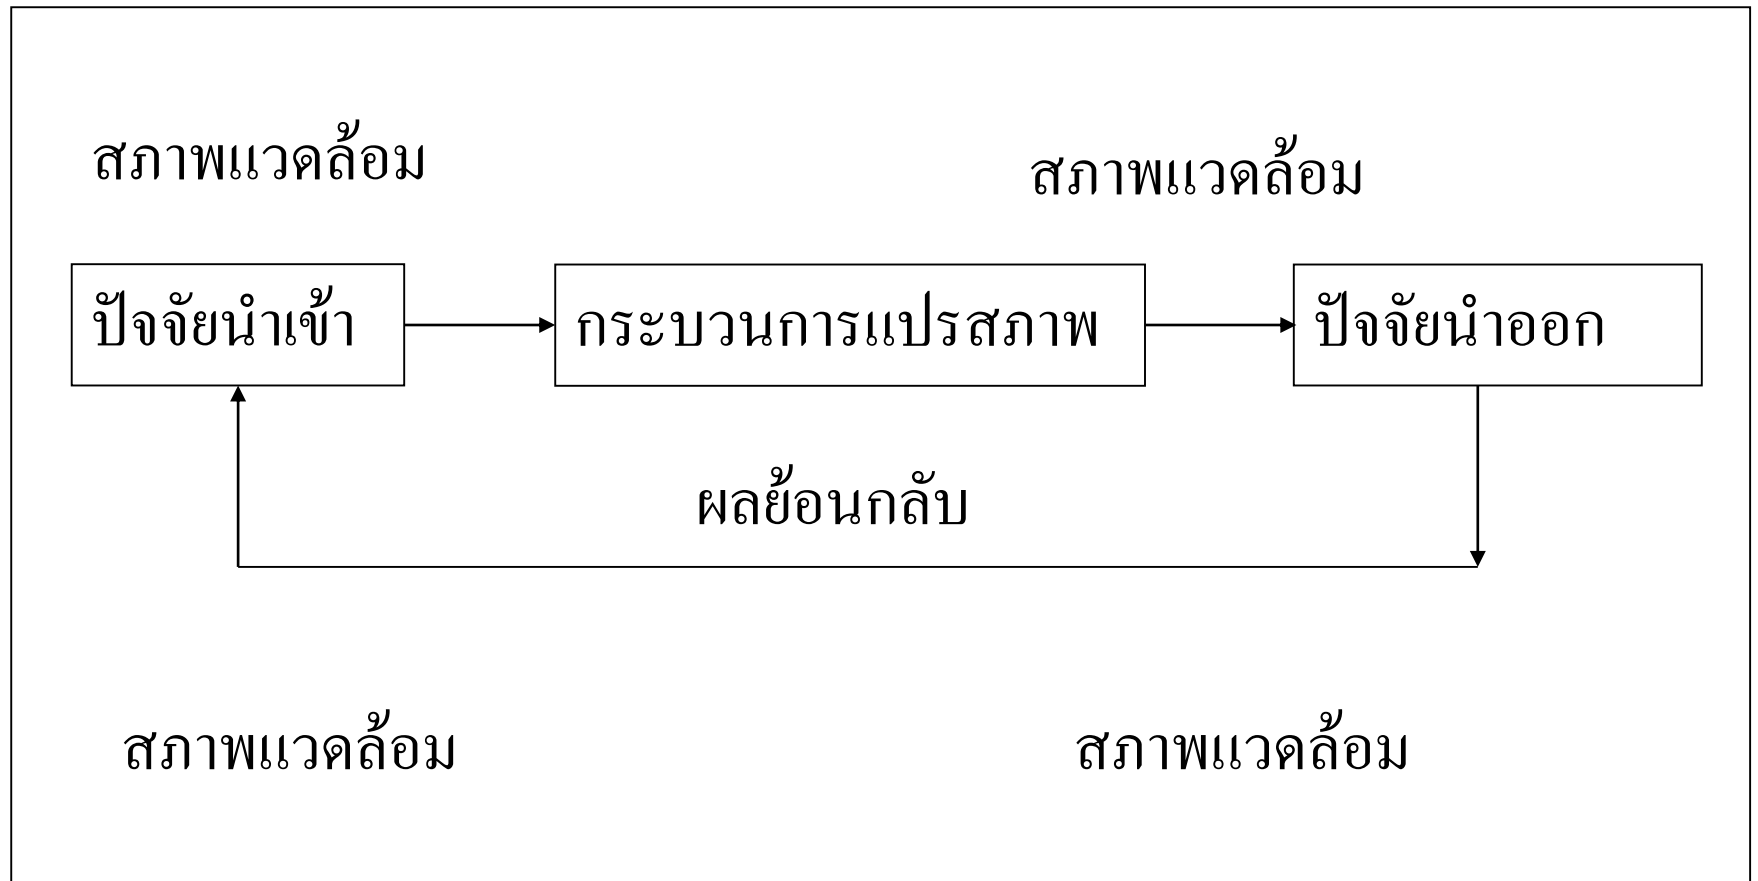 สภาพแวดล้อม
สภาพแวดล้อม
ปัจจัยนำเข้า
กระบวนการแปรสภาพ
ปัจจัยนำออก
ผลย้อนกลับ
สภาพแวดล้อม
สภาพแวดล้อม